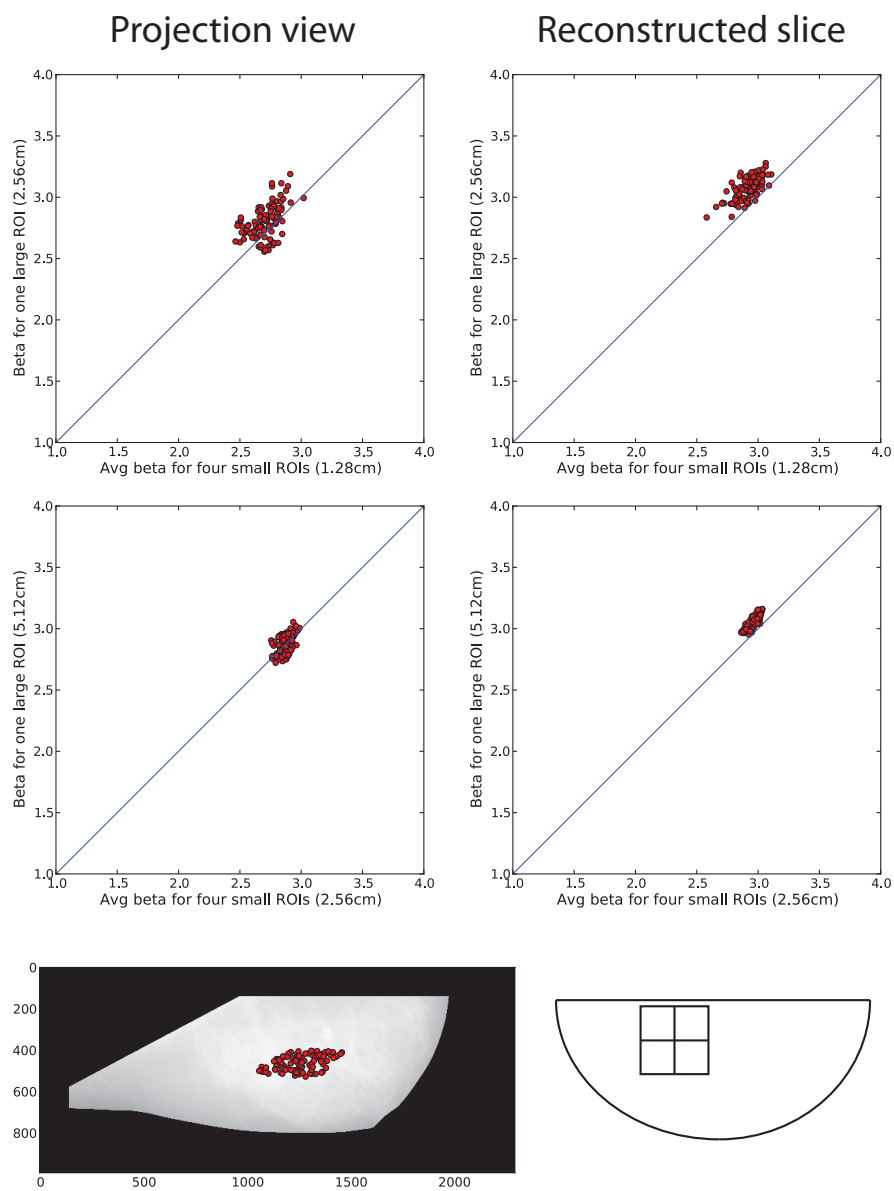 Projection view
Reconstructed slice
4.0
3.5
3.0
2.5
2.0
1.5
1.0
Beta for one large ROI (2.56cm)
1.0 1.5 2.0 2.5 3.0 3.5 4.0
Avg beta for four small ROIs (1.28cm)
4.0
3.5
3.0
2.5
2.0
1.5
1.0
Beta for one large ROI (2.56cm)
1.0 1.5 2.0 2.5 3.0 3.5 4.0
Avg beta for four small ROIs (1.28cm)
4.0
3.5
3.0
2.5
2.0
1.5
1.0
Beta for one large ROI (5.12cm)
1.0 1.5 2.0 2.5 3.0 3.5 4.0
Avg beta for four small ROIs (2.56cm)
4.0
3.5
3.0
2.5
2.0
1.5
1.0
Beta for one large ROI (5.12cm)
1.0 1.5 2.0 2.5 3.0 3.5 4.0
Avg beta for four small ROIs (2.56cm)
0
200
400
600
800
0 500 1000 1500 2000